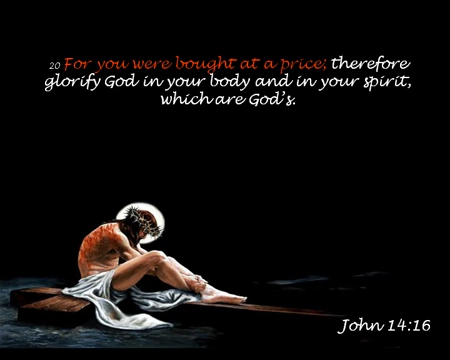 20 For you were bought at a price; therefore
glorify God in your body and in your spirit,
which are God's.
John 14:16